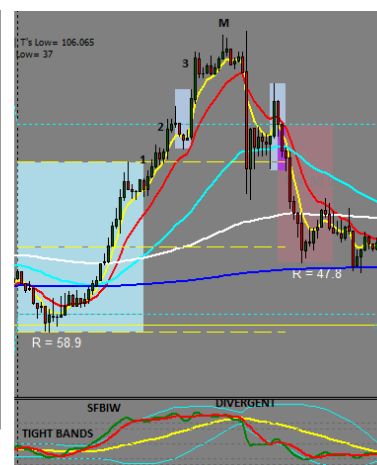 T's Low= 106.065
Low= 37
M
3
2
1
R = 47.8
R = 58.9
SFBIW
DIVERGENT
TIGHT BANDS